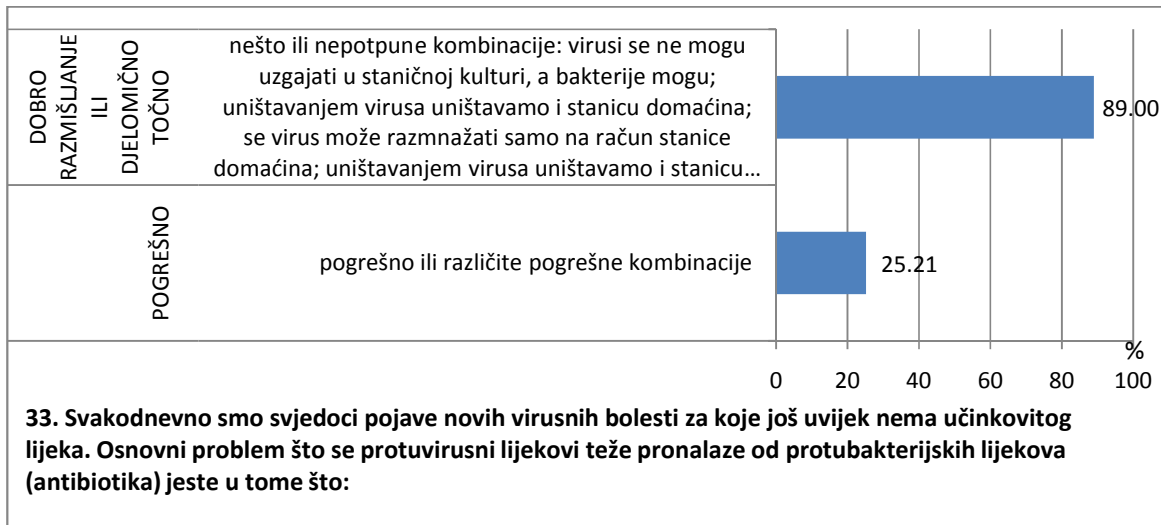 DOBRO
RAZMIŠLJANJE
ILI
DJELOMIČNO
TOČNO
nešto ili nepotpune kombinacije: virusi se ne mogu
uzgajati u staničnoj kulturi, a bakterije mogu;
uništavanjem virusa uništavamo i stanicu domaćina;
se virus može razmnažati samo na račun stanice
domaćina; uništavanjem virusa uništavamo i stanicu…
89.00
POGREŠNO
pogrešno ili različite pogrešne kombinacije
25.21
%
0 20 40 60 80 100
33. Svakodnevno smo svjedoci pojave novih virusnih bolesti za koje još uvijek nema učinkovitog
lijeka. Osnovni problem što se protuvirusni lijekovi teže pronalaze od protubakterijskih lijekova
(antibiotika) jeste u tome što: